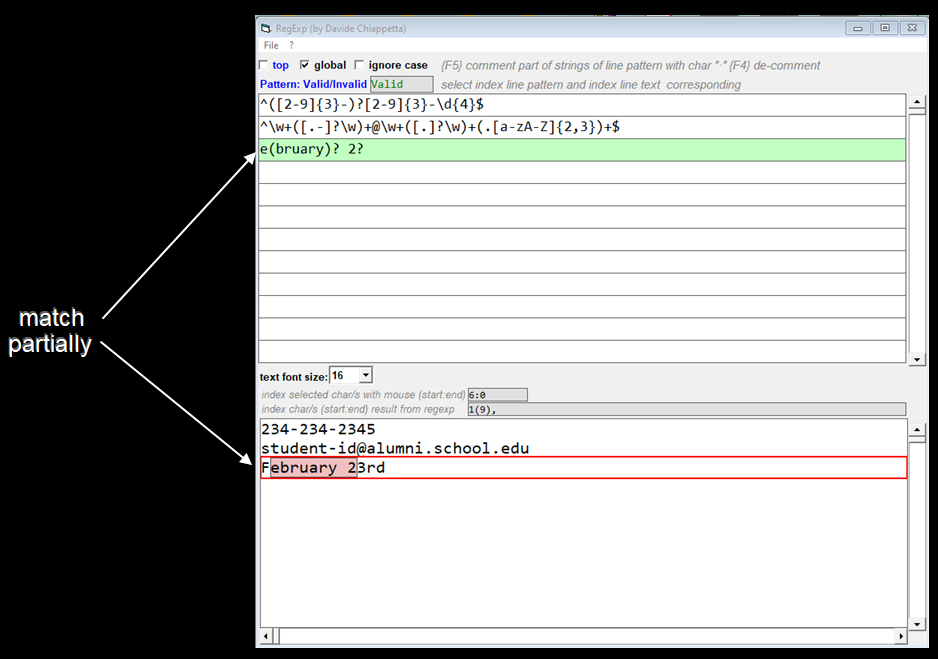 RegExp (by Davide Chiappetta)
File ?
top global ignore case {F5} comment part of strings of line pattern with char "·" {F4} de-comment
Pattern: Valid/Invalid Valid select index line pattern and index line text corresponding
^([2-9]{3}-)?[2-9]{3}-\d{4}$
^\w+([.-]?\w)+@\w+([.]?\w)+(.[a-zA-Z]{2,3})+$
e(bruary)? 2?
match
partially
text font size: 16
index selected char/s with mouse (start:end) 6:0
index char/s (start:end) result from regexp 1(9),
234-234-2345
student-id@alumni.school.edu
February 23rd